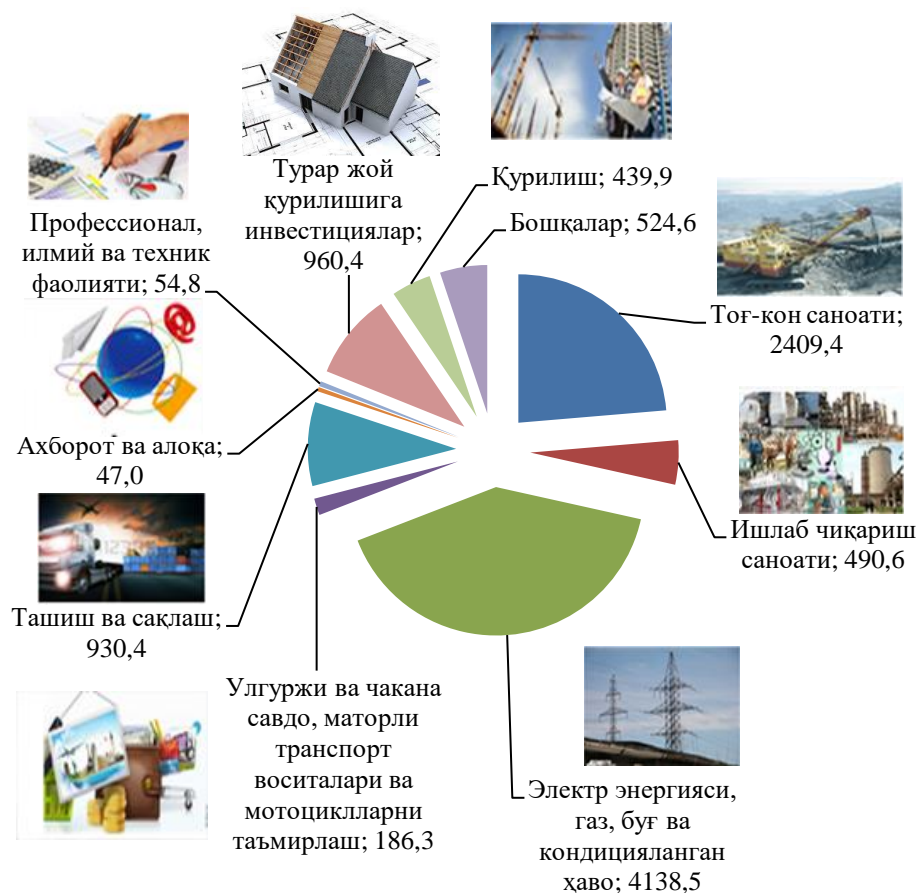 Турар жой
қурилишига
инвестициялар;
960,4
Қурилиш; 439,9
Бошқалар; 524,6
Профессионал,
илмий ва техник
фаолияти; 54,8
Тоғ-кон саноати;
2409,4
Ахборот ва алоқа;
47,0
Ишлаб чиқариш
саноати; 490,6
Ташиш ва сақлаш;
930,4
Улгуржи ва чакана
савдо, маторли
транспорт
воситалари ва
мотоциклларни
таъмирлаш; 186,3
Электр энергияси,
газ, буғ ва
кондицияланган
ҳаво; 4138,5